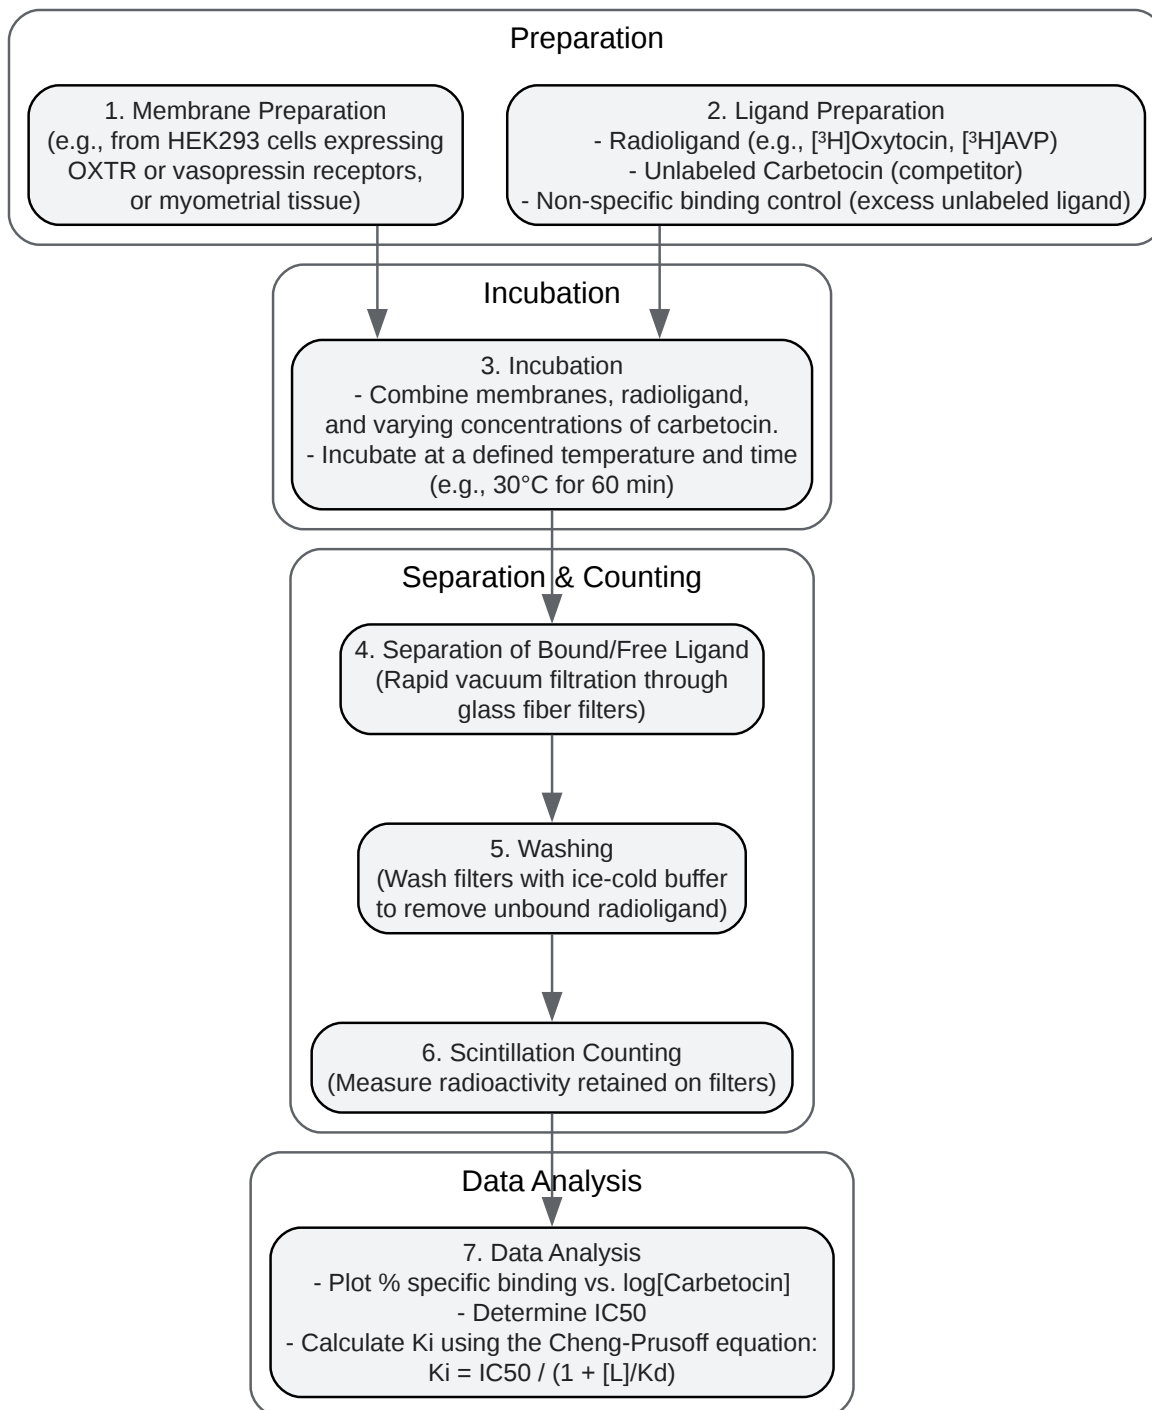 Preparation
1. Membrane Preparation
(e.g., from HEK293 cells expressing
OXTR or vasopressin receptors,
or myometrial tissue)
2. Ligand Preparation
- Radioligand (e.g., [³H]Oxytocin, [³H]AVP)
- Unlabeled Carbetocin (competitor)
- Non-specific binding control (excess unlabeled ligand)
Incubation
3. Incubation
- Combine membranes, radioligand,
and varying concentrations of carbetocin.
- Incubate at a defined temperature and time
(e.g., 30°C for 60 min)
Separation & Counting
4. Separation of Bound/Free Ligand
(Rapid vacuum filtration through
glass fiber filters)
5. Washing
(Wash filters with ice-cold buffer
to remove unbound radioligand)
6. Scintillation Counting
(Measure radioactivity retained on filters)
Data Analysis
7. Data Analysis
- Plot % specific binding vs. log[Carbetocin]
- Determine IC50
- Calculate Ki using the Cheng-Prusoff equation:
Ki = IC50 / (1 + [L]/Kd)